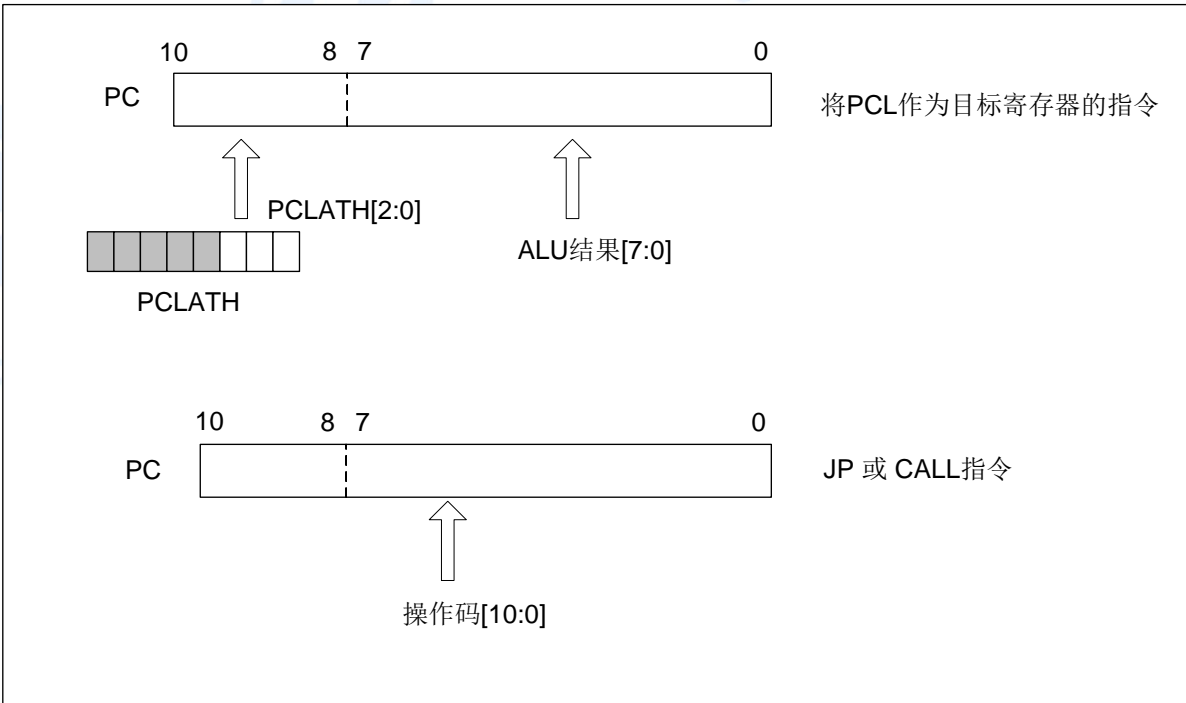 10 8 7 0
PC
将PCL作为目标寄存器的指令
PCLATH[2:0]
ALU结果[7:0]
PCLATH
10 8 7 0
PC
JP 或 CALL指令
操作码[10:0]